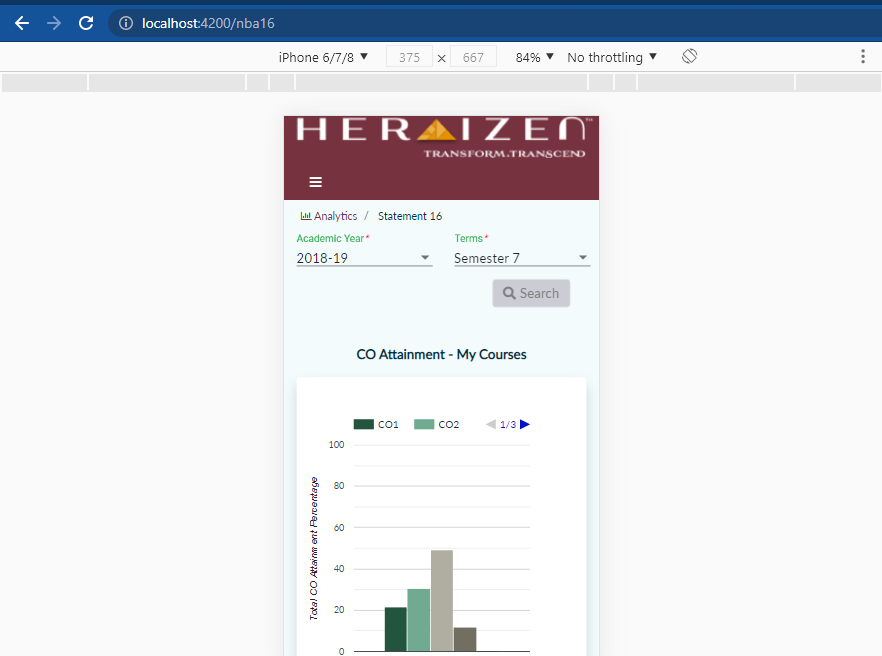 localhost:4200/nba16
iPhone 6/7/8 375 x 667 84% No throttling
HERAIZEN™
TRANSFORM.TRANSCEND
Analytics / Statement 16
Academic Year* Terms*
2018-19 Semester 7
Search
CO Attainment - My Courses
CO1 CO2 1/3
100
80
60
40
20
0
Total CO Attainment Percentage